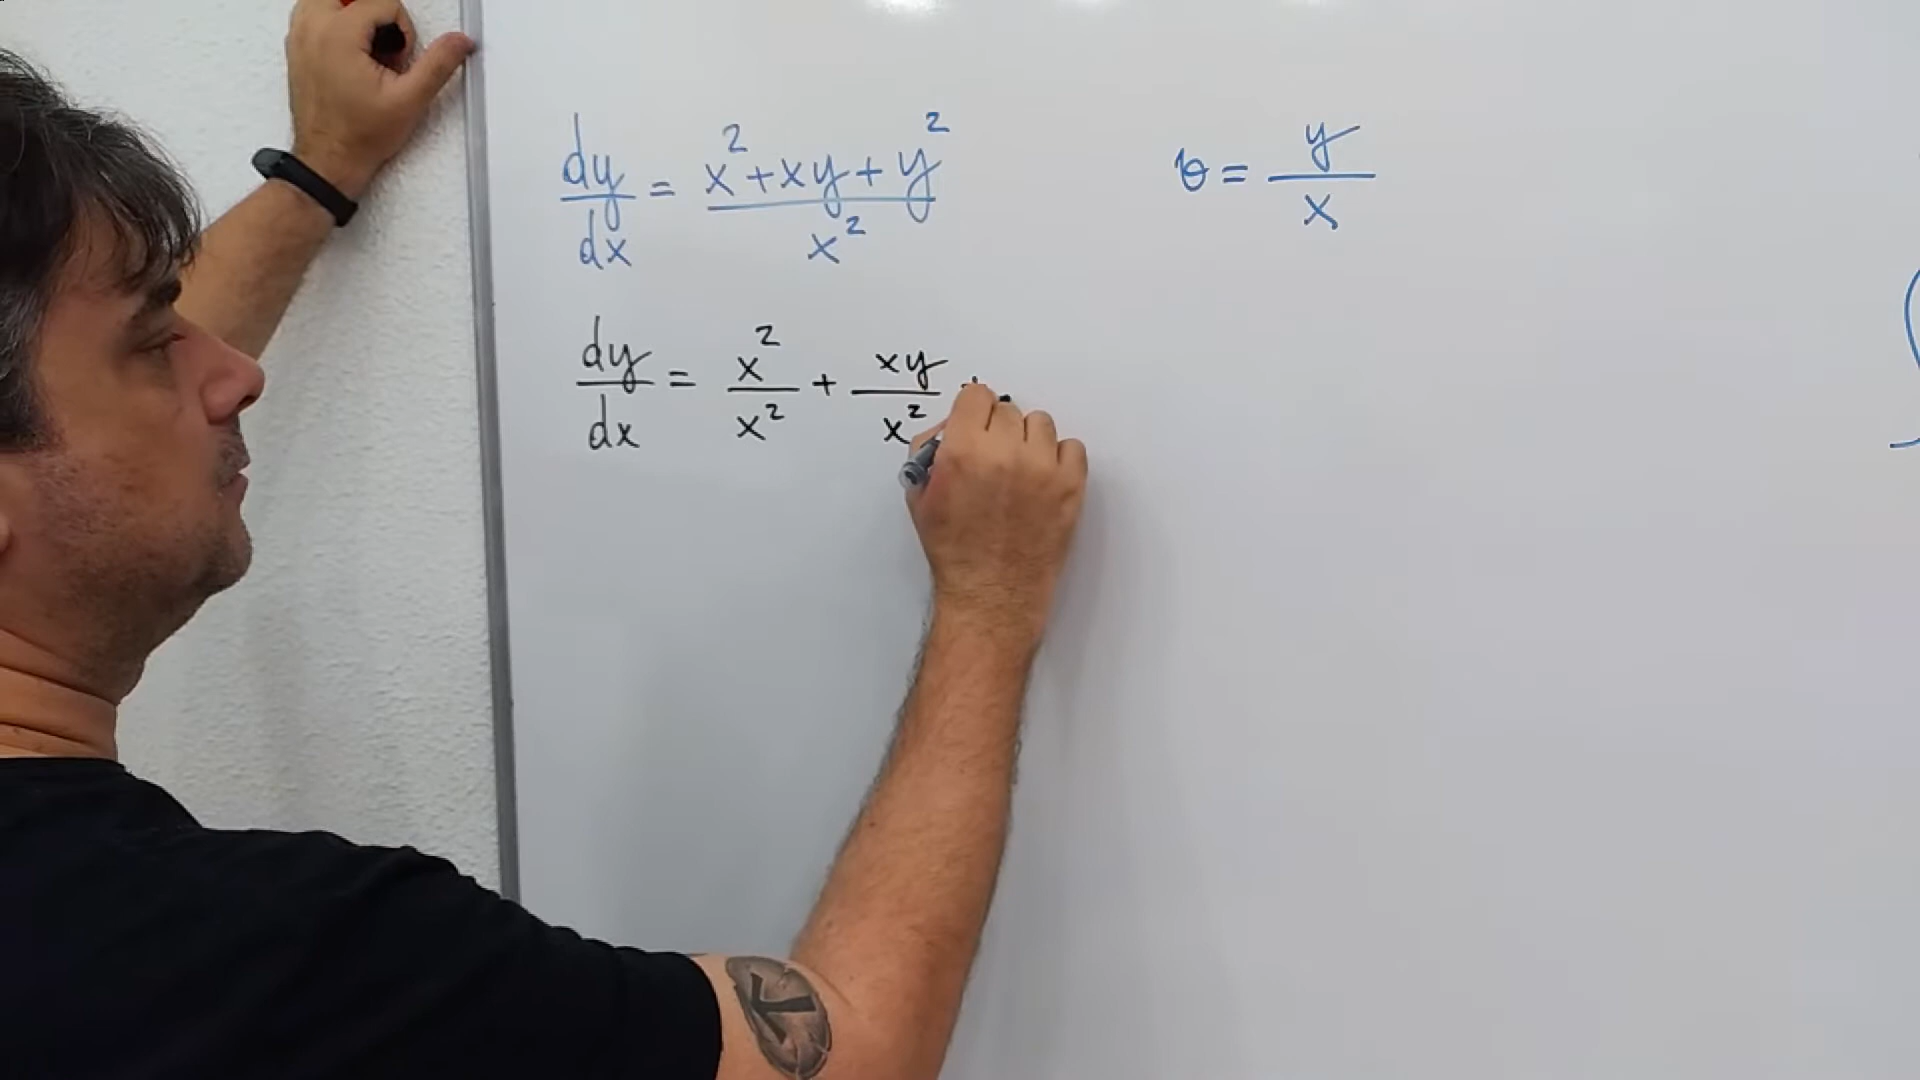 dy/dx = (x² + xy + y²)/x²
v = y/x
dy/dx = x²/x² + xy/x² +